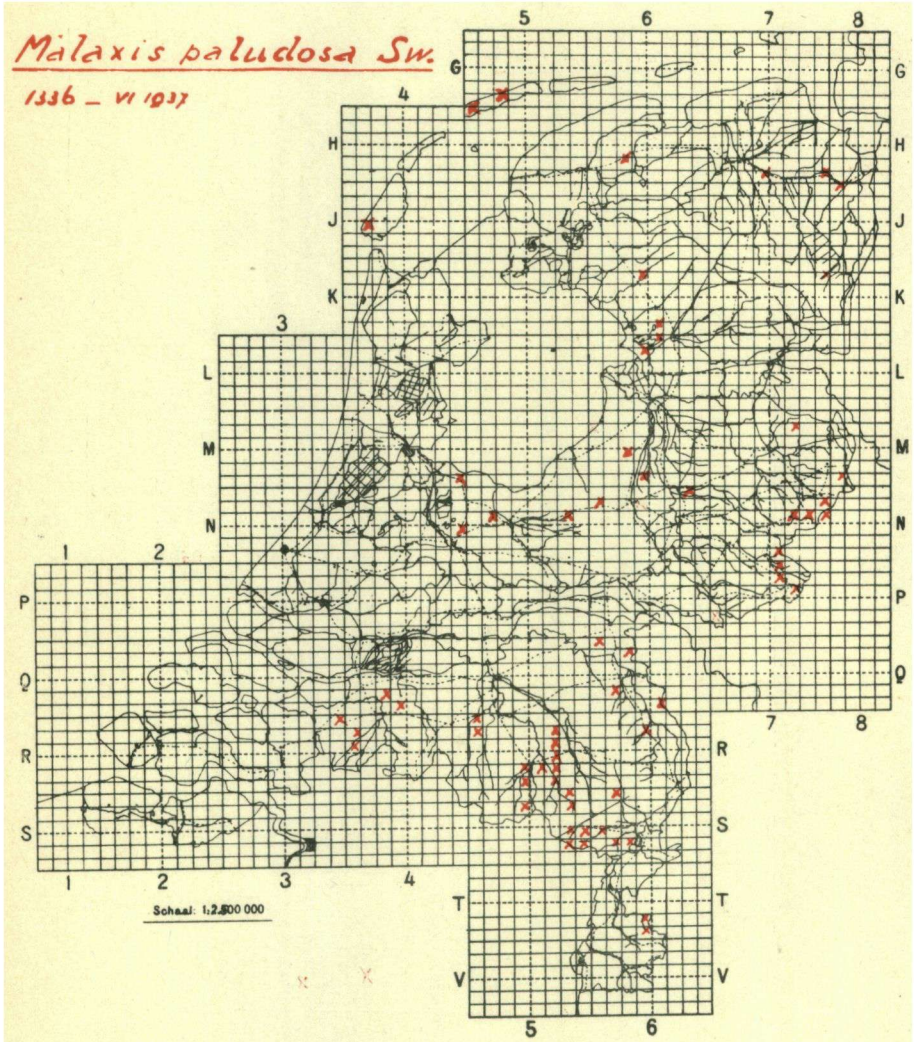 Malaxis paludosa Sw.
1336 - VI 1937
5 6 7 8
G G
4
H H
J J
K K
3
L L
M M
N N
1 2
P P
Q Q
7 8
R R
S S
1 2 3 4
Schaal: 1:2.500 000
T T
V V
5 6